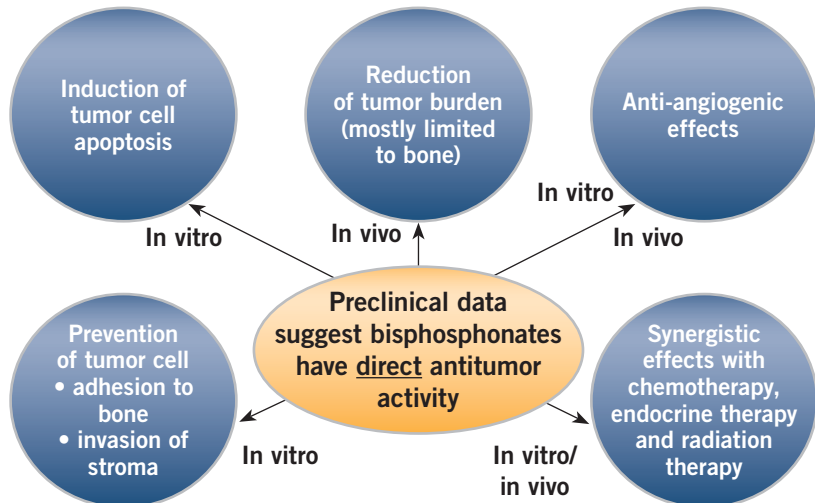 Induction of
tumor cell
apoptosis
Reduction
of tumor burden
(mostly limited
to bone)
Anti-angiogenic
effects
In vitro
In vivo
In vitro
In vivo
Preclinical data
suggest bisphosphonates
have direct antitumor
activity
Prevention
of tumor cell
• adhesion to
bone
• invasion of
stroma
In vitro
In vitro/
in vivo
Synergistic
effects with
chemotherapy,
endocrine therapy
and radiation
therapy